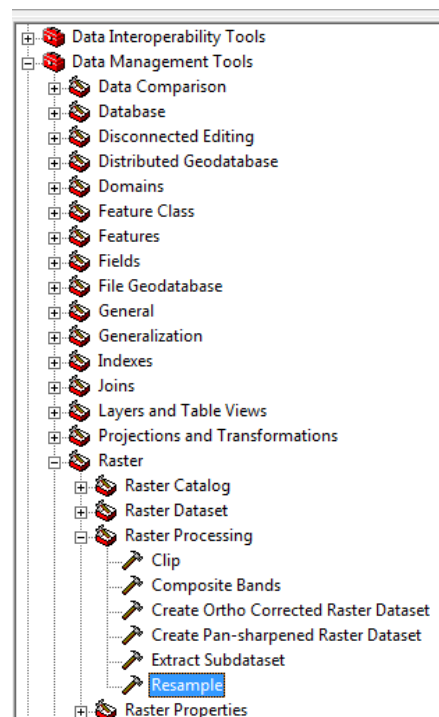 Data Interoperability Tools
Data Management Tools
Data Comparison
Database
Disconnected Editing
Distributed Geodatabase
Domains
Feature Class
Features
Fields
File Geodatabase
General
Generalization
Indexes
Joins
Layers and Table Views
Projections and Transformations
Raster
Raster Catalog
Raster Dataset
Raster Processing
Clip
Composite Bands
Create Ortho Corrected Raster Dataset
Create Pan-sharpened Raster Dataset
Extract Subdataset
Resample
Raster Properties